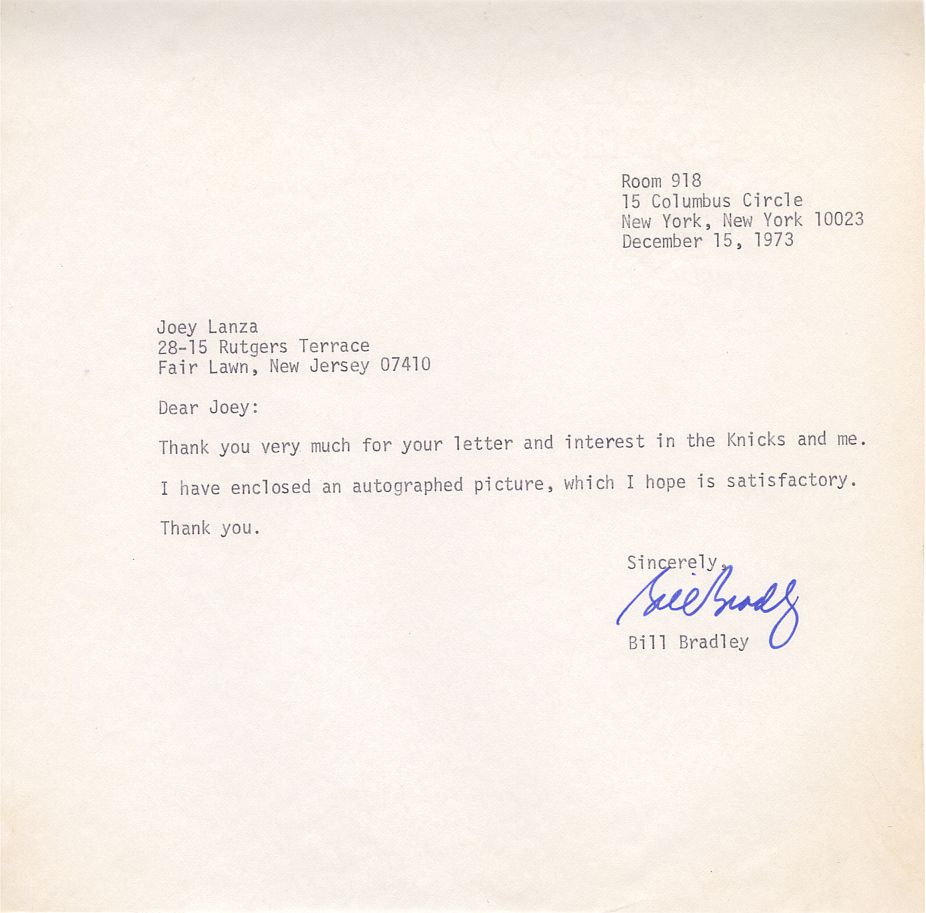 Room 918
15 Columbus Circle
New York, New York 10023
December 15, 1973
Joey Lanza
28-15 Rutgers Terrace
Fair Lawn, New Jersey 07410
Dear Joey:
Thank you very much for your letter and interest in the Knicks and me.
I have enclosed an autographed picture, which I hope is satisfactory.
Thank you.
Sincerely,
Bill Bradley
Bill Bradley